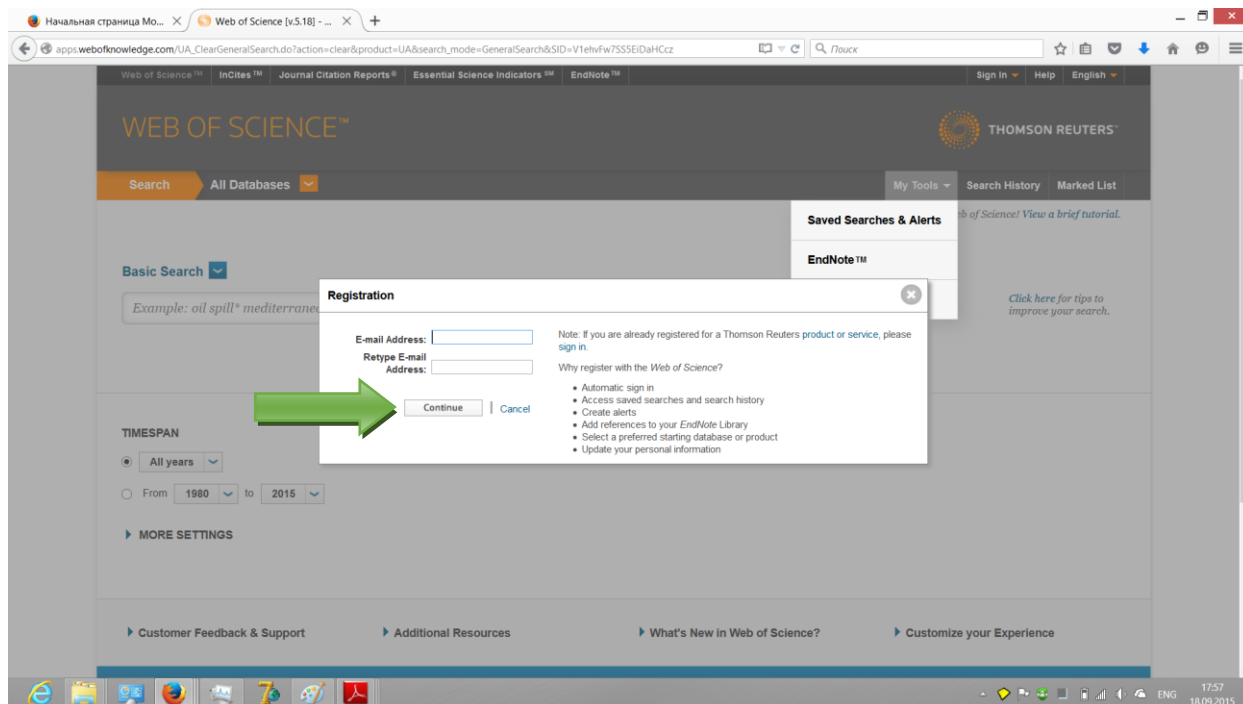 Начальная страница Mo...
Web of Science [v.5.18] - ...
apps.webofknowledge.com/UA_ClearGeneralSearch.do?action=clear&product=UA&search_mode=GeneralSearch&SID=V1ehvFw7SS5EiDaHCcz
Поиск
Web of Science™ InCites™ Journal Citation Reports® Essential Science Indicators℠ EndNote™ Sign In Help English
WEB OF SCIENCE™
THOMSON REUTERS™
Search All Databases My Tools Search History Marked List
Saved Searches & Alerts
of Science! View a brief tutorial.
EndNote™
Basic Search
Example: oil spill* mediterranea
Click here for tips to
improve your search.
Registration
E-mail Address:
Retype E-mail
Address:
Continue | Cancel
Note: If you are already registered for a Thomson Reuters product or service, please
sign in.
Why register with the Web of Science?
• Automatic sign in
• Access saved searches and search history
• Create alerts
• Add references to your EndNote Library
• Select a preferred starting database or product
• Update your personal information
TIMESPAN
All years
From 1980 to 2015
MORE SETTINGS
Customer Feedback & Support
Additional Resources
What's New in Web of Science?
Customize your Experience
ENG
17:57
18.09.2015